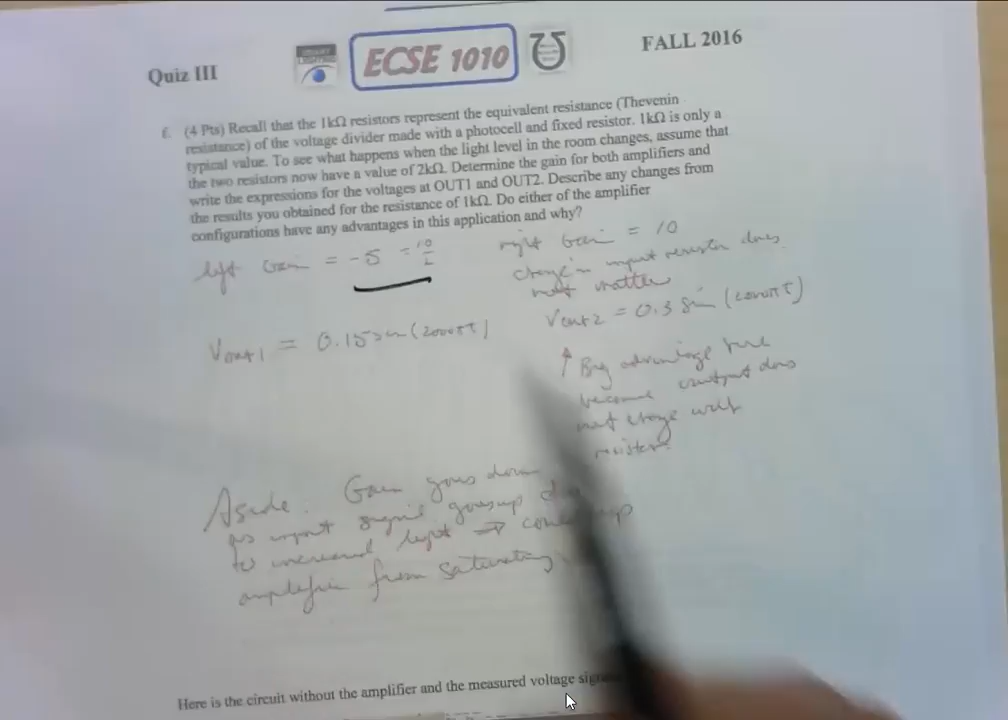 Quiz III
ECSE 1010
FALL 2016
f. (4 Pts) Recall that the 1kΩ resistors represent the equivalent resistance (Thevenin
resistance) of the voltage divider made with a photocell and fixed resistor. 1kΩ is only a
typical value. To see what happens when the light level in the room changes, assume that
the two resistors now have a value of 2kΩ. Determine the gain for both amplifiers and
write the expressions for the voltages at OUT1 and OUT2. Describe any changes from
the results you obtained for the resistance of 1kΩ. Do either of the amplifier
configurations have any advantages in this application and why?
left Gain = -5 = 10/2
Vout1 = 0.15 sin(2000πt)
right Gain = 10
change in input resistor does
not matter
Vout2 = 0.3 sin(2000πt)
↑ Big advantage here
because output does
not change with
resistor.
Aside: Gain goes down
as input signal goes up
to increased light →
amplifier from saturating
Here is the circuit without the amplifier and the measured voltage